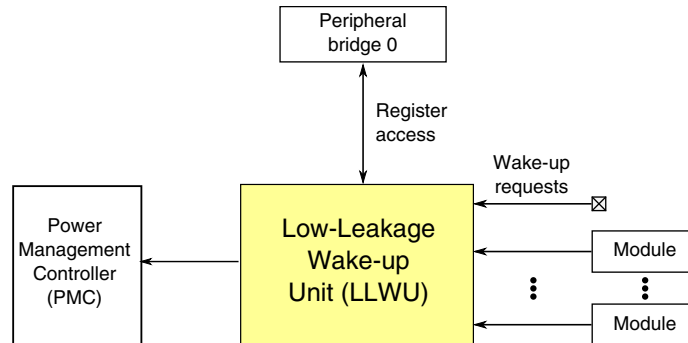 Peripheral
bridge 0
Register
access
Wake-up
requests
Power
Management
Controller
(PMC)
Low-Leakage
Wake-up
Unit (LLWU)
Module
Module